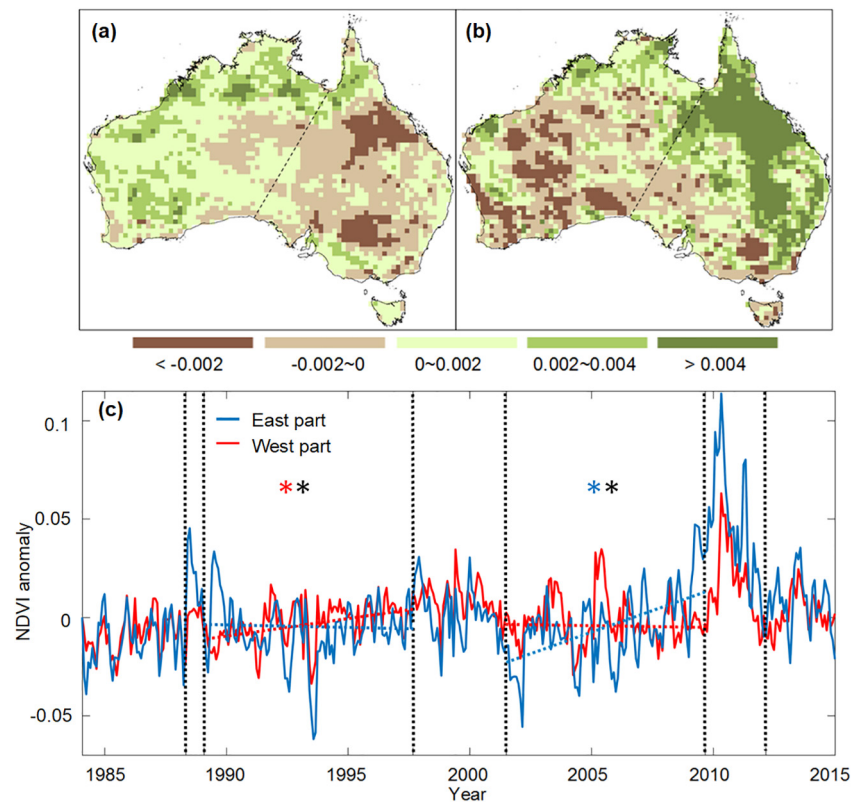 (a) (b)
< -0.002 -0.002~0 0~0.002 0.002~0.004 > 0.004
(c)
East part
West part
* * * *
0.1
0.05
0
-0.05
NDVI anomaly
1985 1990 1995 2000 2005 2010 2015
Year